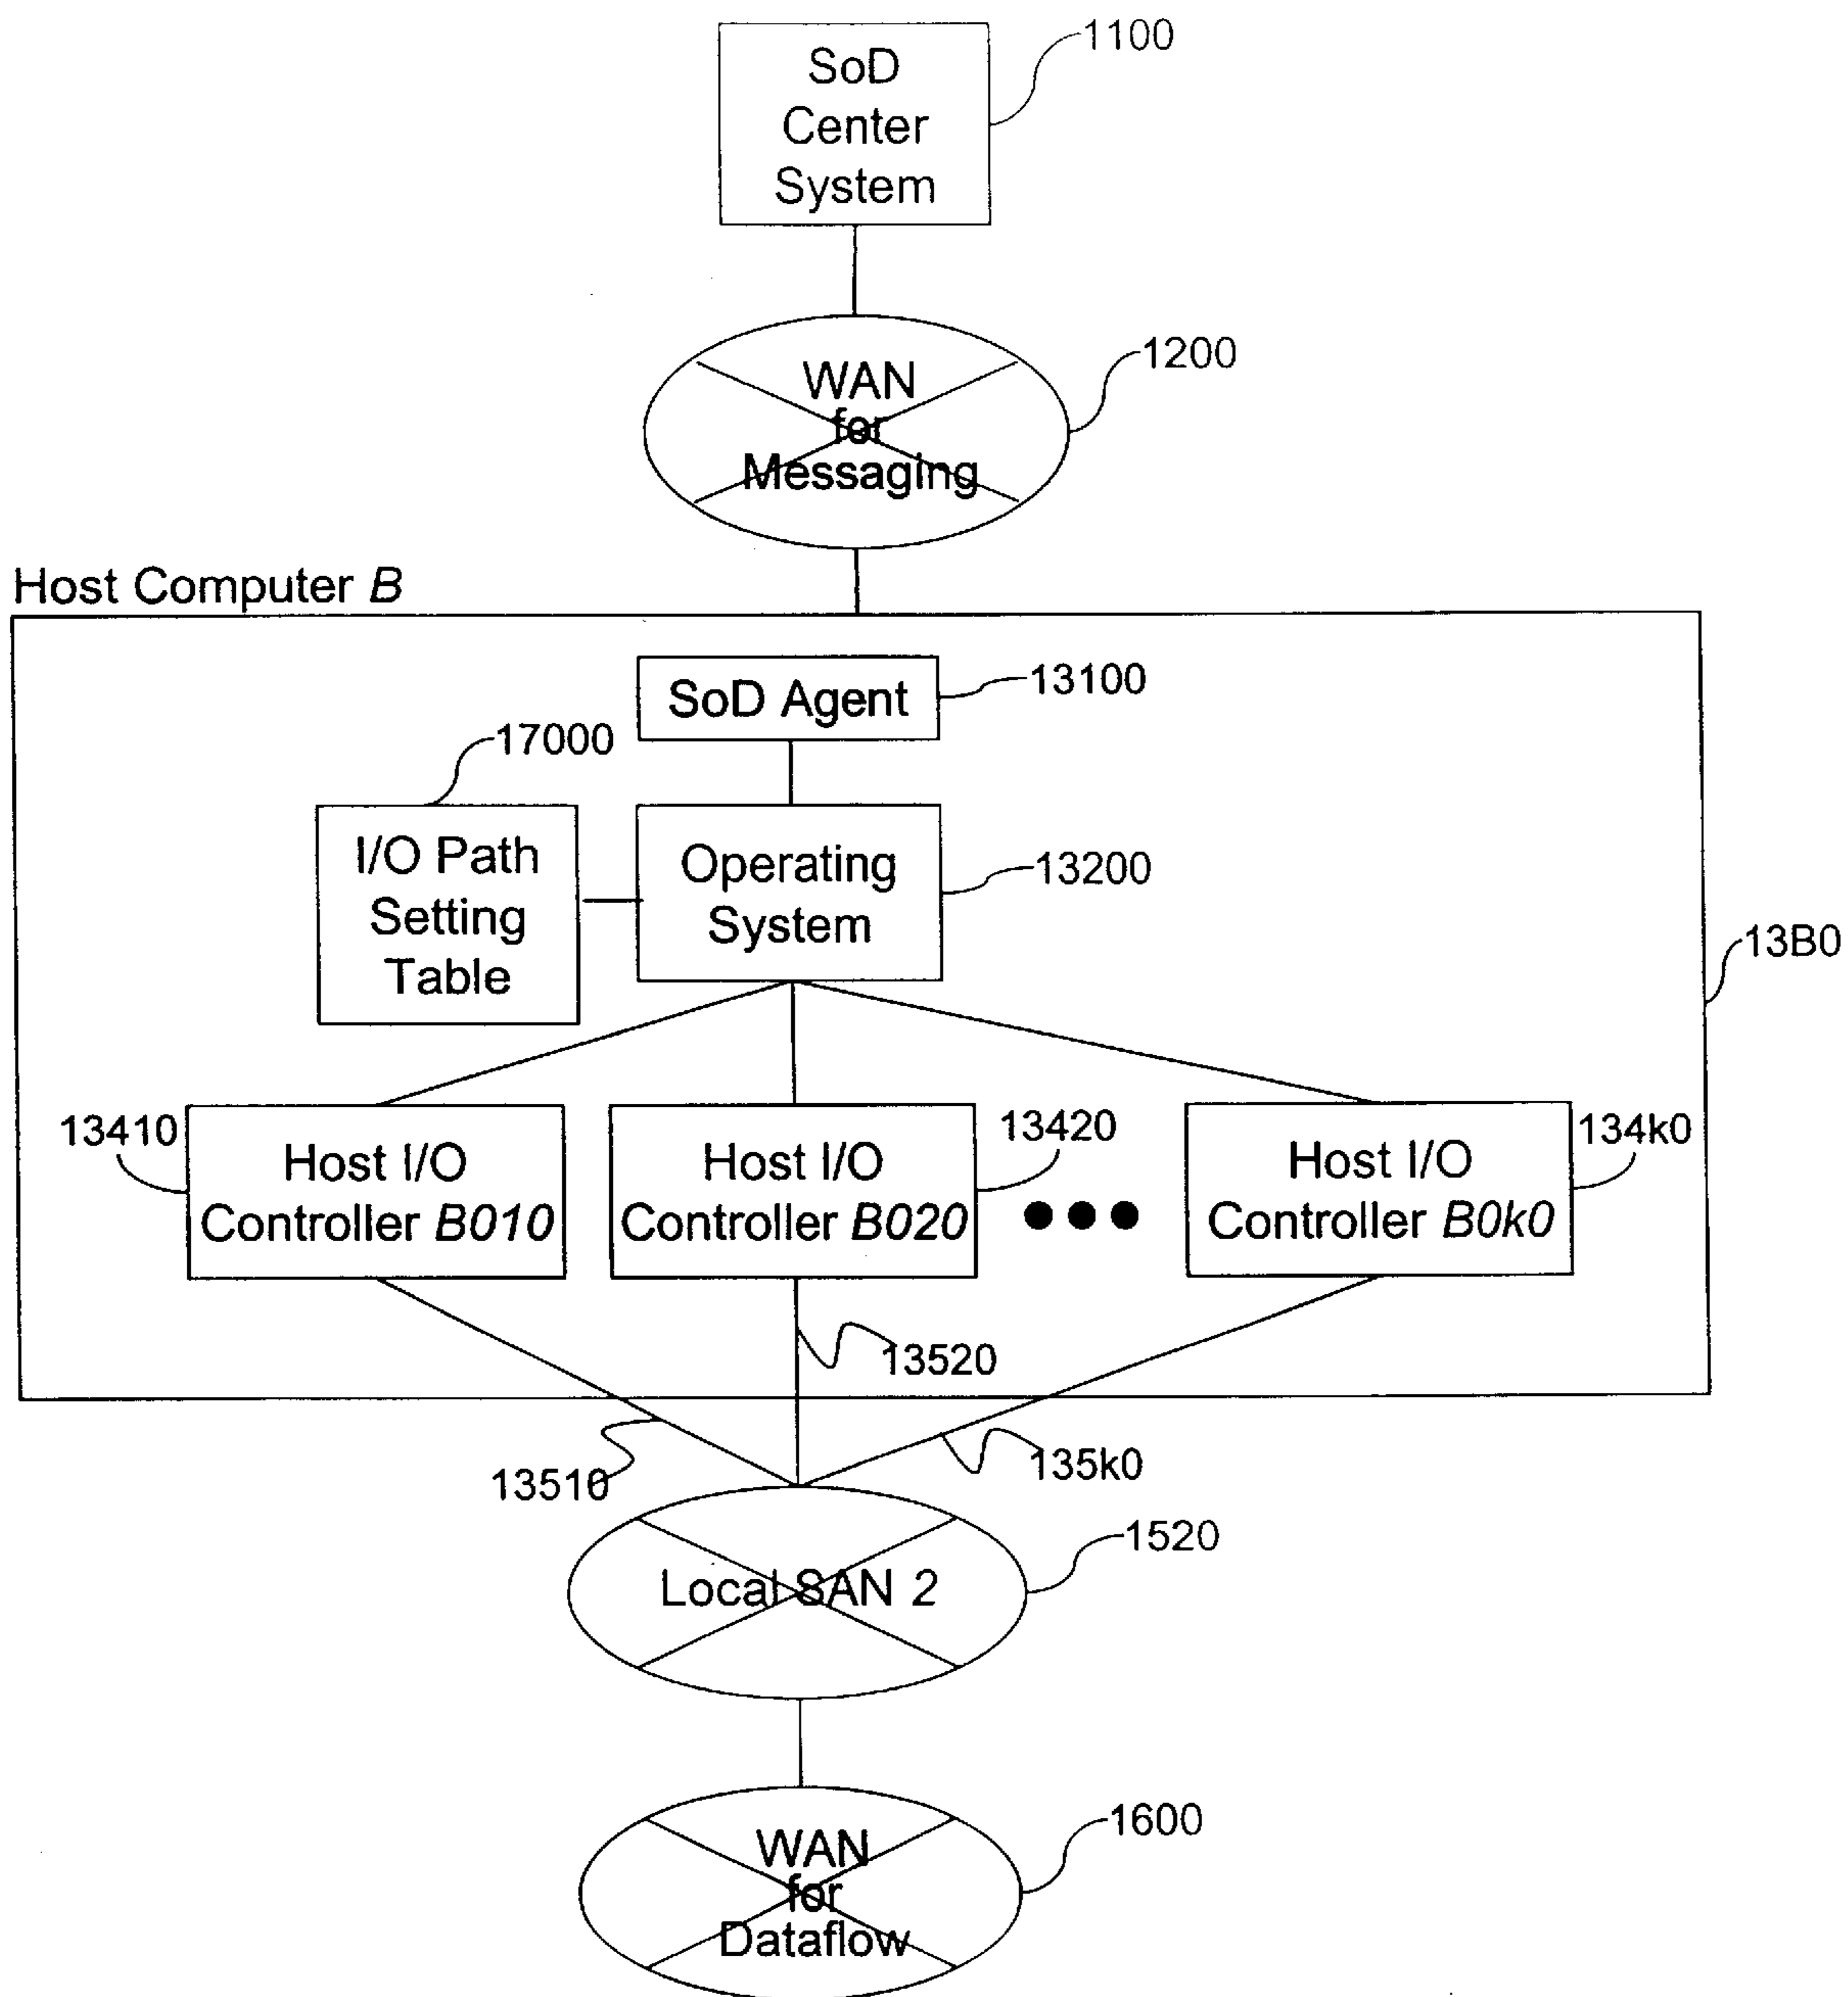 SoD
Center
System
1100
WAN
for
Messaging
1200
Host Computer B
SoD Agent
13100
17000
I/O Path
Setting
Table
Operating
System
13200
13B0
13410
Host I/O
Controller B010
Host I/O
Controller B020
13420
Host I/O
Controller B0k0
134k0
13520
13510
135k0
Local SAN 2
1520
WAN
for
Dataflow
1600